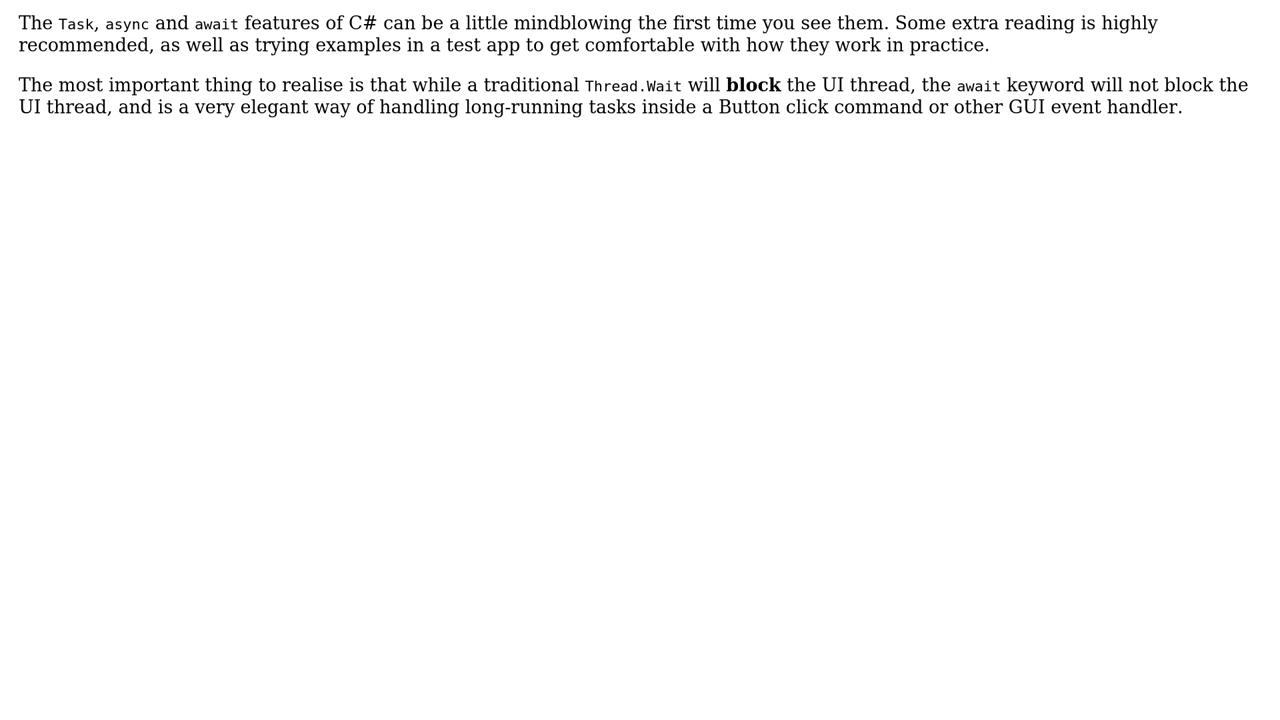 The Task, async and await features of C# can be a little mindblowing the first time you see them. Some extra reading is highly
recommended, as well as trying examples in a test app to get comfortable with how they work in practice.
The most important thing to realise is that while a traditional Thread.Wait will block the UI thread, the await keyword will not block the
UI thread, and is a very elegant way of handling long-running tasks inside a Button click command or other GUI event handler.